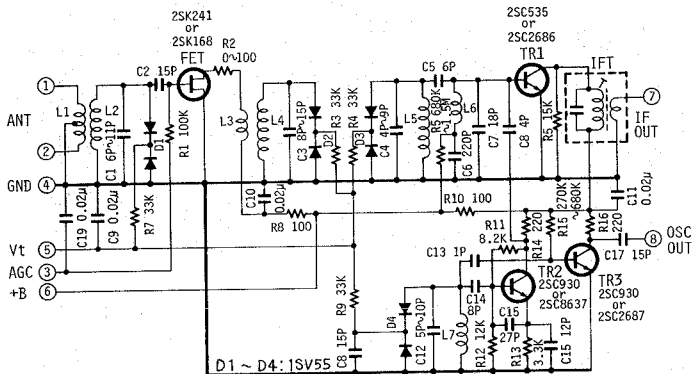 2SK241
or
2SK168
FET
R2
0~100
C2 15P
2SC535
or
2SC2686
TR1
IFT
1
ANT
2
L1
L2
C1 6P~11P
D1
R1 100K
L3
L4
C3 8P~15P
D2
R3 33K
R4 33K
D3
C4 4P~9P
L5
C5 6P
R5 680K
L6
C6 220P
C7 18P
C8 4P
R6 15K
7
IF
OUT
GND 4
C19 0.02μ
C9 0.02μ
R7 33K
C10
0.02μ
R8 100
R10 100
C11
0.02μ
Vt 5
AGC 3
+B 6
R11
8.2K
220
R14
270K
~680K
R15
R16
220
8 OSC
OUT
C17 15P
C13 1P
TR2
2SC930
or
2SC8637
TR3
2SC930
or
2SC2687
R9 33K
C8 15P
D4
C12 5P~10P
L7
C14
8P
R12 12K
C15
27P
R13
3.3K
C15 12P
D1~D4:1SV55